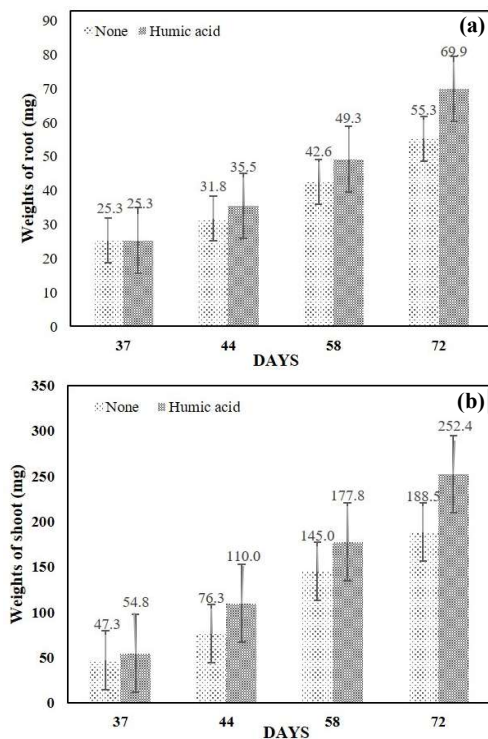 (a)
None Humic acid
Weights of root (mg)
90
80
70
60
50
40
30
20
10
0
25.3 25.3
31.8 35.5
42.6 49.3
55.3 69.9
37 44 58 72
DAYS
(b)
None Humic acid
Weights of shoot (mg)
350
300
250
200
150
100
50
0
47.3 54.8
76.3 110.0
145.0 177.8
188.5 252.4
37 44 58 72
DAYS